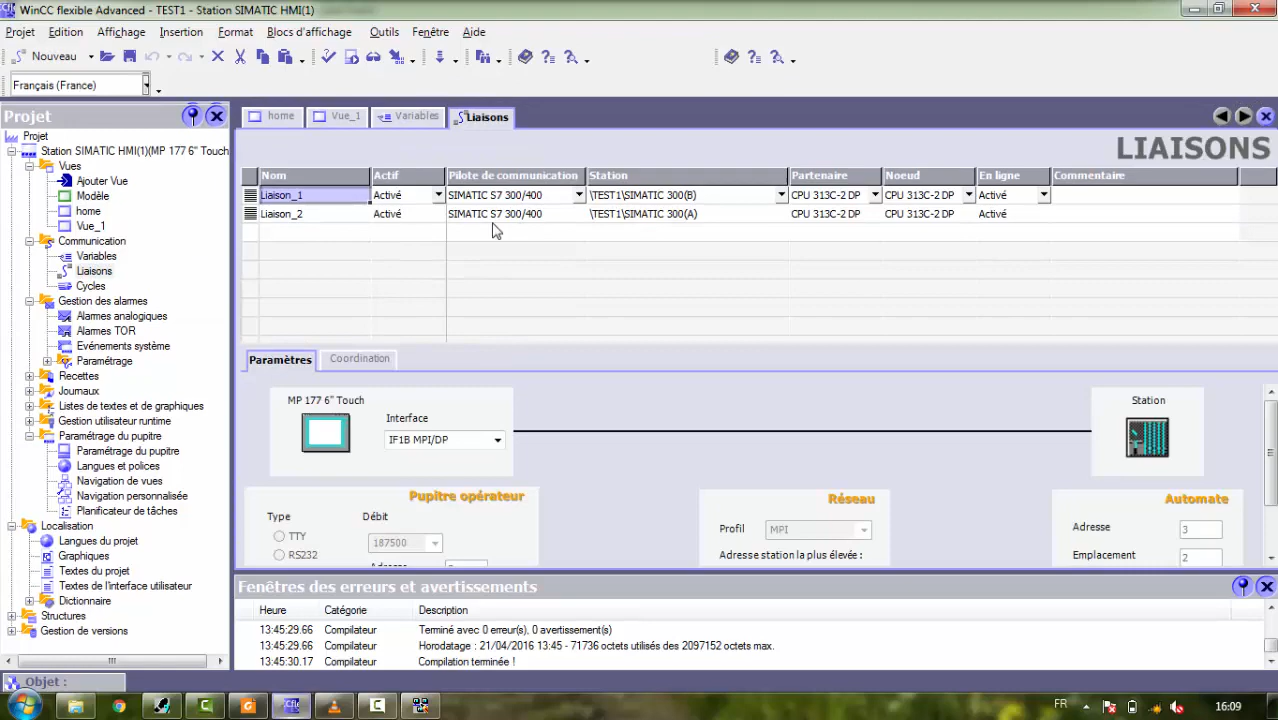 WinCC flexible Advanced - TEST1 - Station SIMATIC HMI(1)
Projet Edition Affichage Insertion Format Blocs d'affichage Outils Fenêtre Aide
Nouveau
Français (France)
Projet
Projet
Station SIMATIC HMI(1)(MP 177 6" Touch
Vues
Ajouter Vue
Modèle
home
Vue_1
Communication
Variables
Liaisons
Cycles
Gestion des alarmes
Alarmes analogiques
Alarmes TOR
Evénements système
Paramétrage
Recettes
Journaux
Listes de textes et de graphiques
Gestion utilisateur runtime
Paramétrage du pupitre
Paramétrage du pupitre
Langues et polices
Navigation de vues
Navigation personnalisée
Planificateur de tâches
Localisation
Langues du projet
Graphiques
Textes du projet
Textes de l'interface utilisateur
Dictionnaire
Structures
Gestion de versions
Objet :
home Vue_1 Variables Liaisons
LIAISONS
Nom Actif Pilote de communication Station Partenaire Noeud En ligne Commentaire
Liaison_1 Activé SIMATIC S7 300/400 \TEST1\SIMATIC 300(B) CPU 313C-2 DP CPU 313C-2 DP Activé
Liaison_2 Activé SIMATIC S7 300/400 \TEST1\SIMATIC 300(A) CPU 313C-2 DP CPU 313C-2 DP Activé
Paramètres Coordination
MP 177 6" Touch
Interface
IF1B MPI/DP
Station
Pupitre opérateur
Type Débit
TTY
187500
RS232
Réseau
Profil MPI
Adresse station la plus élevée :
Automate
Adresse 3
Emplacement 2
Fenêtres des erreurs et avertissements
Heure Catégorie Description
13:45:29.66 Compilateur Terminé avec 0 erreur(s), 0 avertissement(s)
13:45:29.66 Compilateur Horodatage : 21/04/2016 13:45 - 71736 octets utilisés des 2097152 octets max.
13:45:30.17 Compilateur Compilation terminée !
FR 16:09